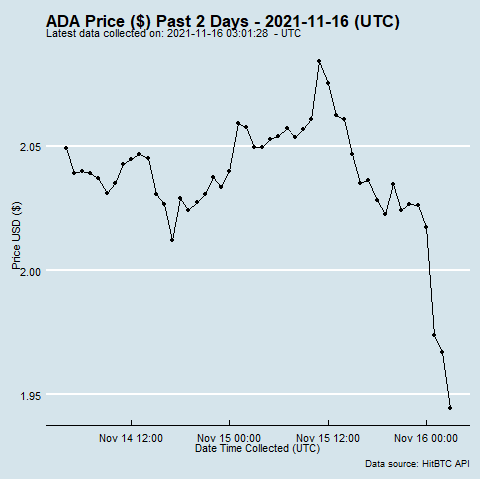 ADA Price ($) Past 2 Days - 2021-11-16 (UTC)
Latest data collected on: 2021-11-16 03:01:28 - UTC
Price USD ($)
2.05
2.00
1.95
Nov 14 12:00
Nov 15 00:00
Nov 15 12:00
Nov 16 00:00
Date Time Collected (UTC)
Data source: HitBTC API